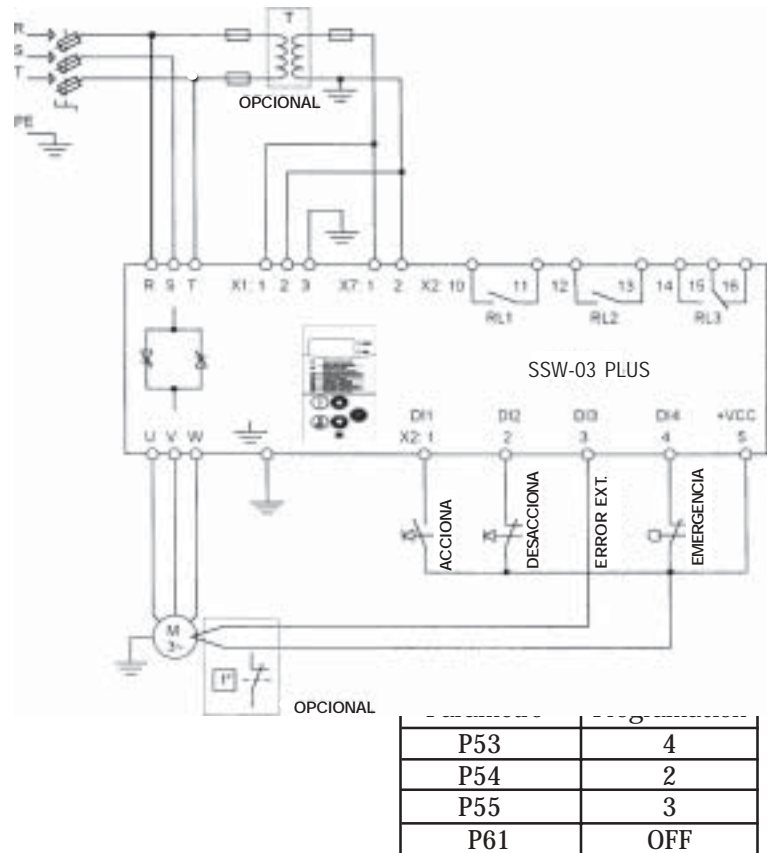 R
S
T
PE
T
OPCIONAL
R S T X1: 1 2 3 X7: 1 2 X2: 10 11 12 13 14 15 16
RL1 RL2 RL3
SSW-03 PLUS
DI1 DI2 DI3 DI4 +VCC
X2: 1 2 3 4 5
U V W
ACCIONA
DESACCIONA
ERROR EXT.
EMERGENCIA
M
3~
OPCIONAL
P53 4
P54 2
P55 3
P61 OFF